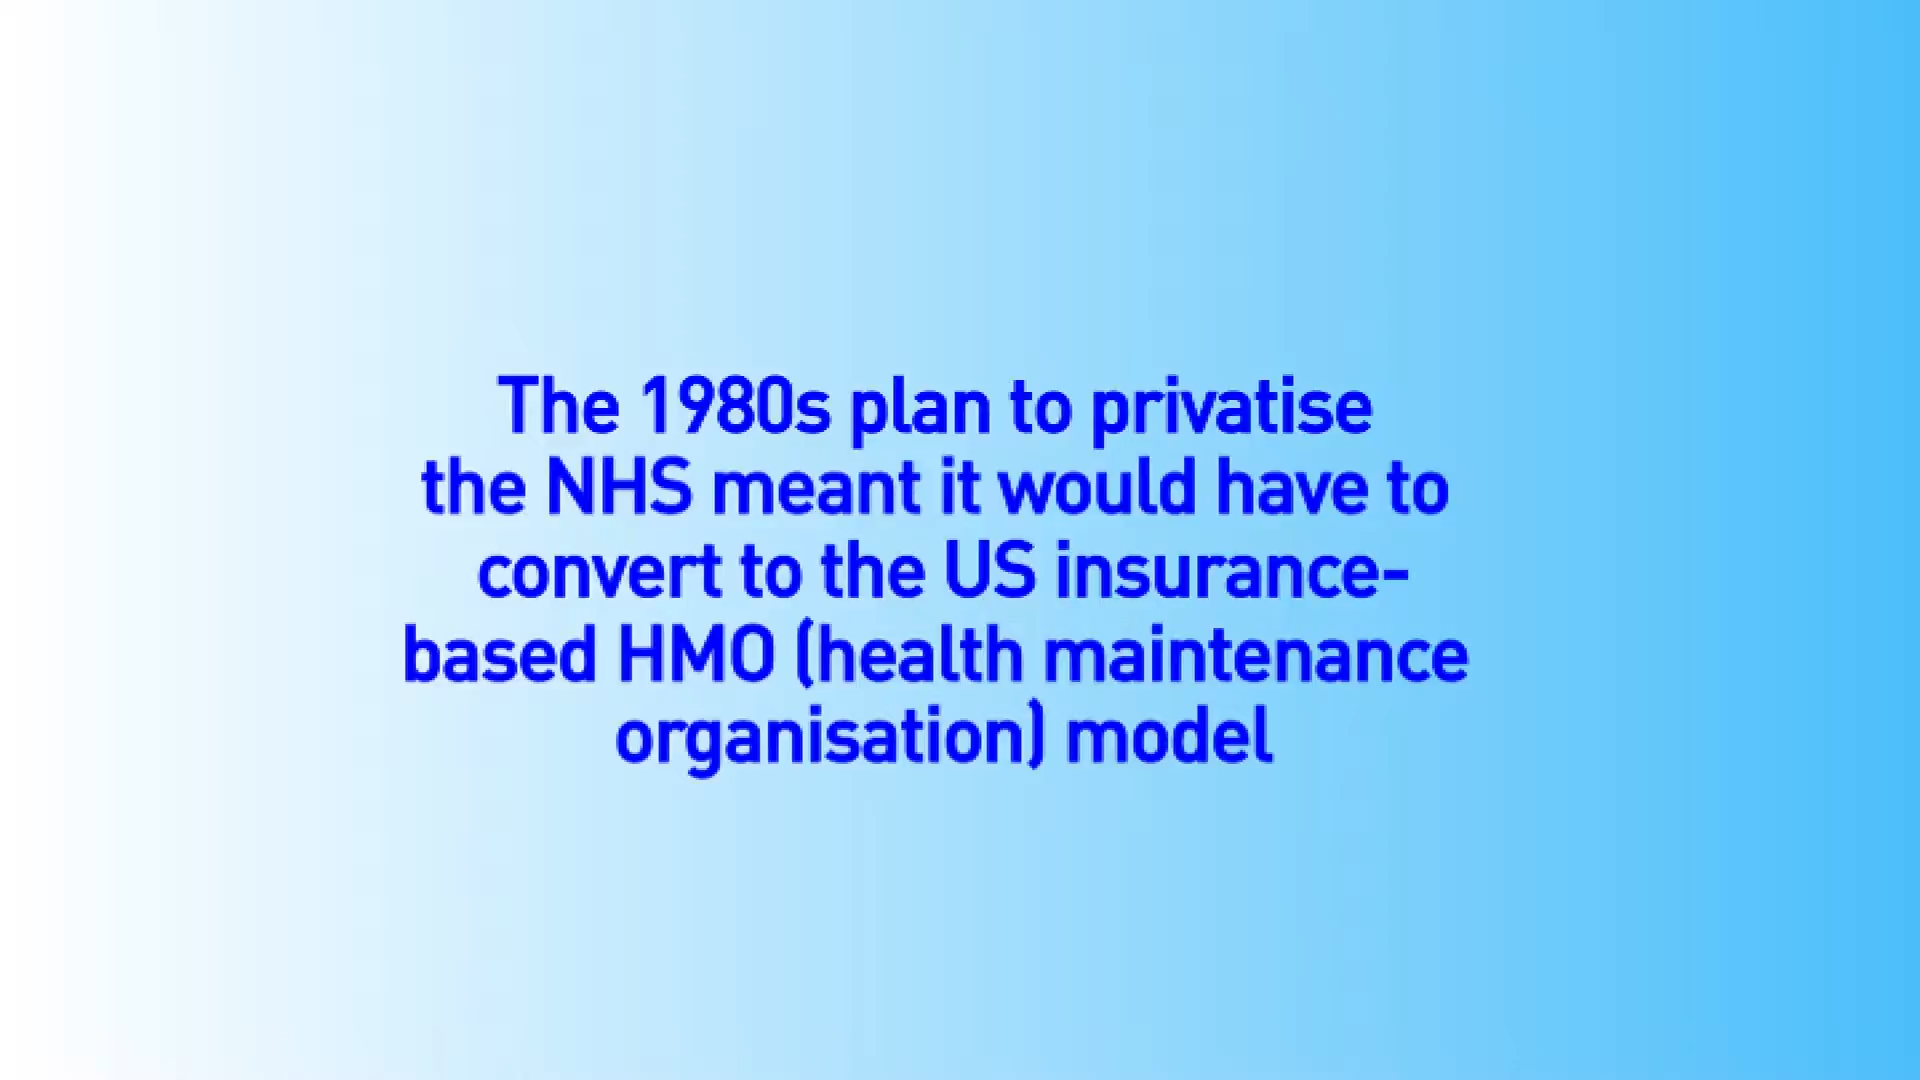 The 1980s plan to privatise
the NHS meant it would have to
convert to the US insurance-
based HMO (health maintenance
organisation) model